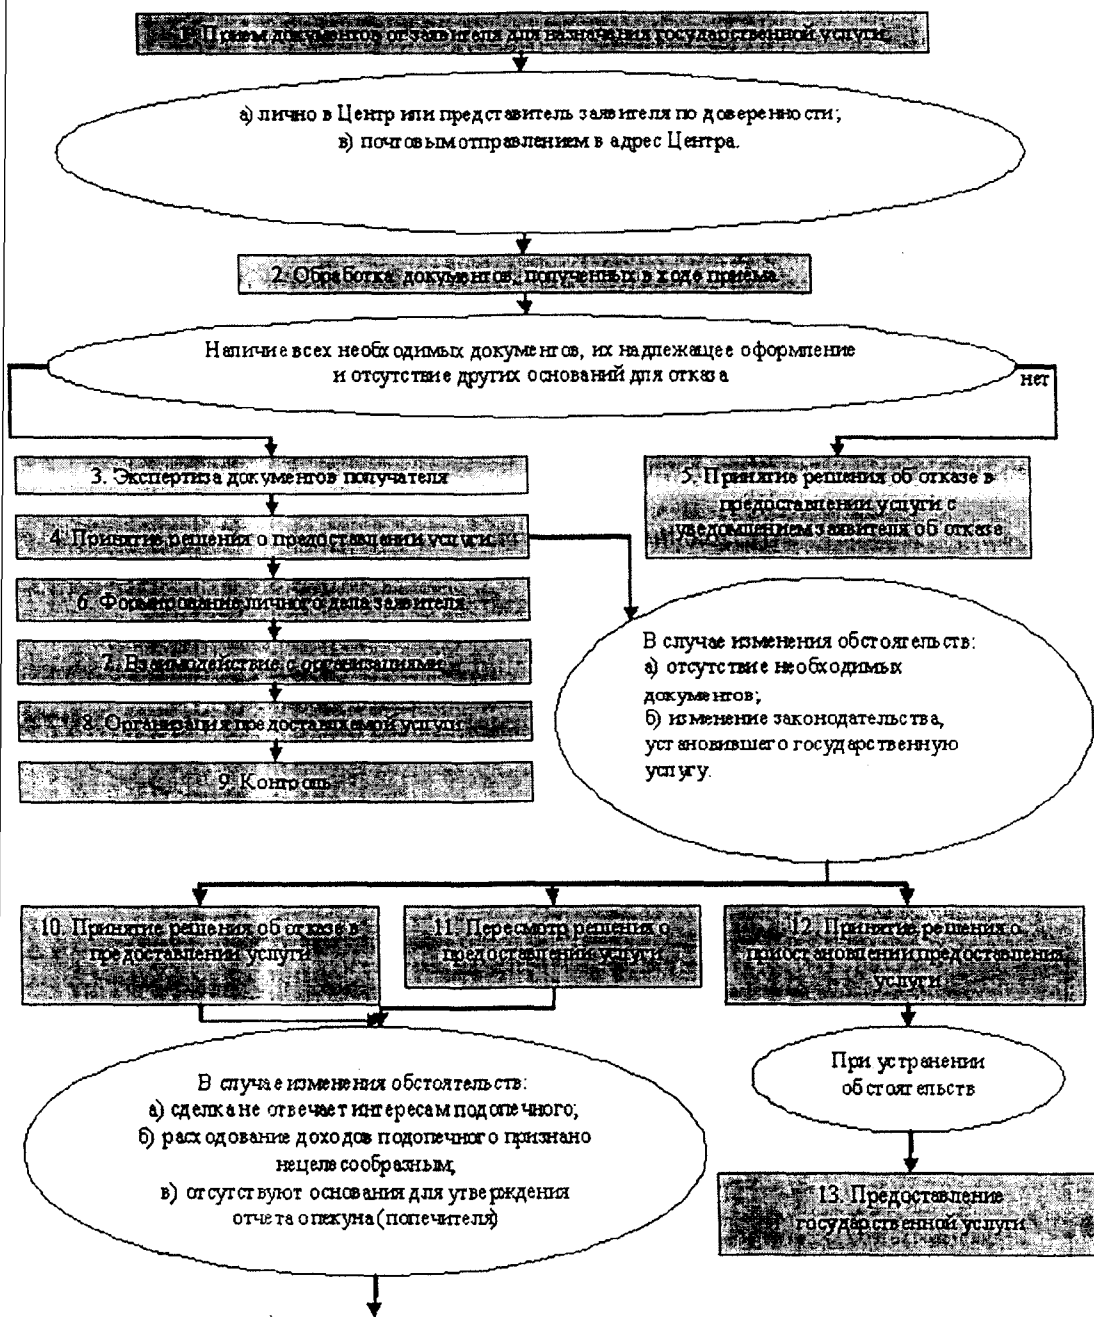 1. Прием документов от заявителя для назначания государственной услуги.
а) лично в Центр или представитель заявителя по доверенности;
в) почтовым отправлением в адрес Центра.
2. Обработка документов, полученных в ходе приема
Наличие всех необходимых документов, их надлежащее оформление
и отсутствие других оснований для отказа
нет
3. Экспертиза документов получателя
4. Принятие решения о предоставлении услуги.
5. Принятие решения об отказе в
предоставлении услуги с
уведомлением заявителя об отказе
6. Формирование личного дела заявителя
7. Взаимодействие с организациями.
8. Организация предоставляемой услуги
9. Контроль
В случае изменения обстоятельств:
а) отсутствие необходимых
документов;
б) изменение законодательства,
установившего государственную
услугу.
10. Принятие решения об отказе в
предоставлении услуги
11. Пересмотр решения о
предоставлении услуги
12. Принятие решения о
приостановлении предоставления
услуги
В случае изменения обстоятельств:
а) сделка не отвечает интересам подопечного;
б) расходование доходов подопечного признано
нецелесообразным;
в) отсутствуют основания для утверждения
отчета опекуна (попечителя)
При устранении
обстоятельств
13. Предоставление
государственной услуги